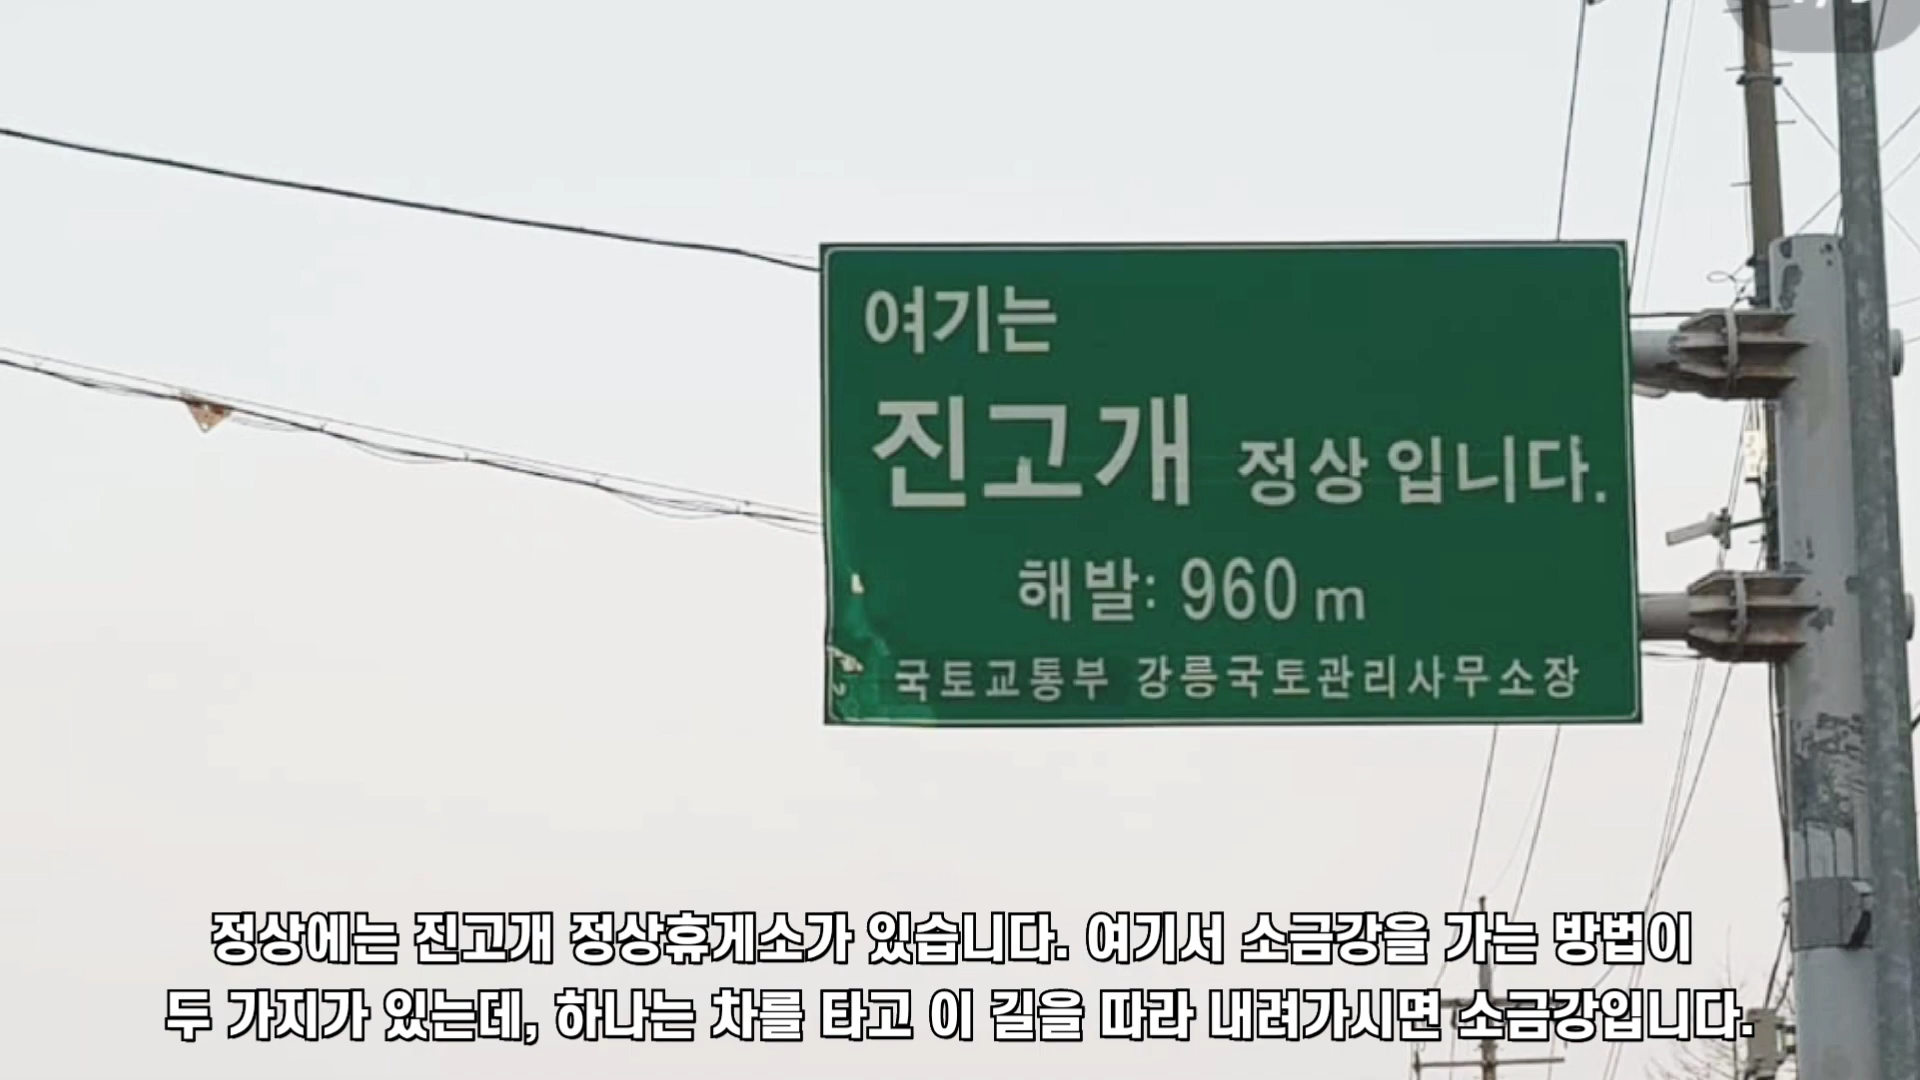 여기는
진고개 정상입니다.
해발: 960m
국토교통부 강릉국토관리사무소장
정상에는 진고개 정상휴게소가 있습니다. 여기서 소금강을 가는 방법이
두 가지가 있는데, 하나는 차를 타고 이 길을 따라 내려가시면 소금강입니다.